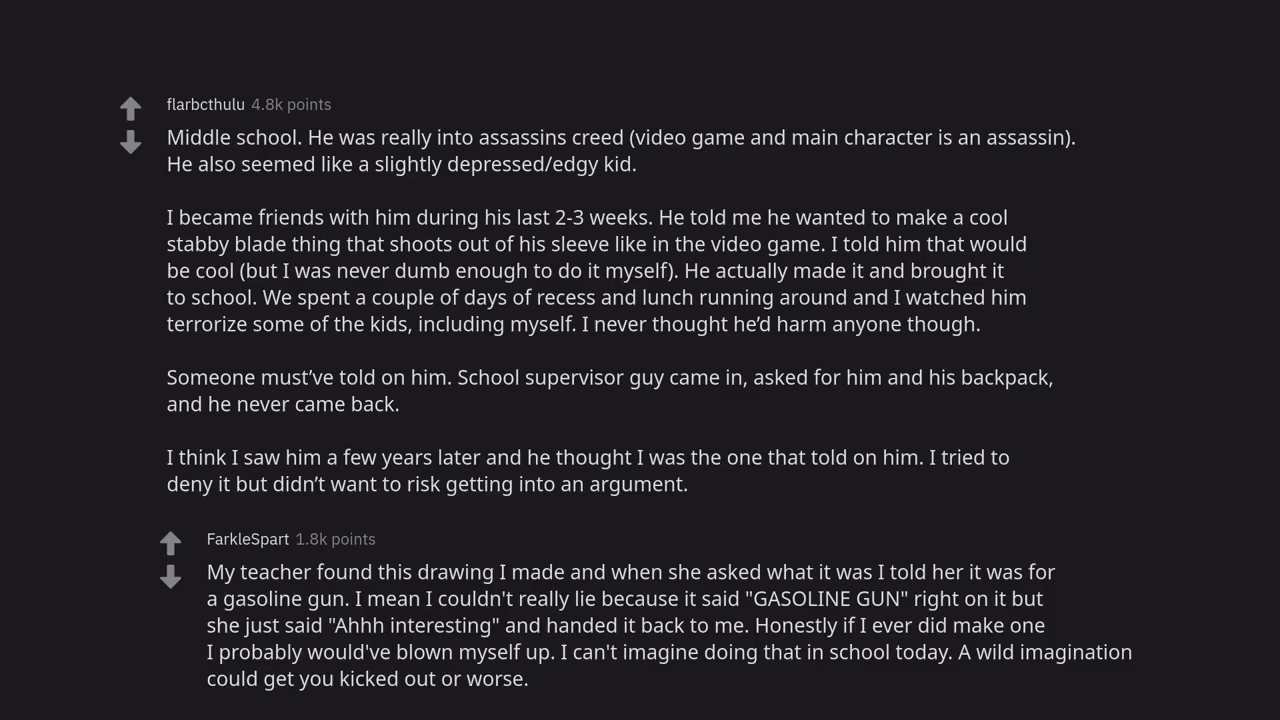 flarbcthulu 4.8k points
Middle school. He was really into assassins creed (video game and main character is an assassin).
He also seemed like a slightly depressed/edgy kid.
I became friends with him during his last 2-3 weeks. He told me he wanted to make a cool
stabby blade thing that shoots out of his sleeve like in the video game. I told him that would
be cool (but I was never dumb enough to do it myself). He actually made it and brought it
to school. We spent a couple of days of recess and lunch running around and I watched him
terrorize some of the kids, including myself. I never thought he’d harm anyone though.
Someone must’ve told on him. School supervisor guy came in, asked for him and his backpack,
and he never came back.
I think I saw him a few years later and he thought I was the one that told on him. I tried to
deny it but didn’t want to risk getting into an argument.
FarkleSpart 1.8k points
My teacher found this drawing I made and when she asked what it was I told her it was for
a gasoline gun. I mean I couldn't really lie because it said "GASOLINE GUN" right on it but
she just said "Ahhh interesting" and handed it back to me. Honestly if I ever did make one
I probably would've blown myself up. I can't imagine doing that in school today. A wild imagination
could get you kicked out or worse.